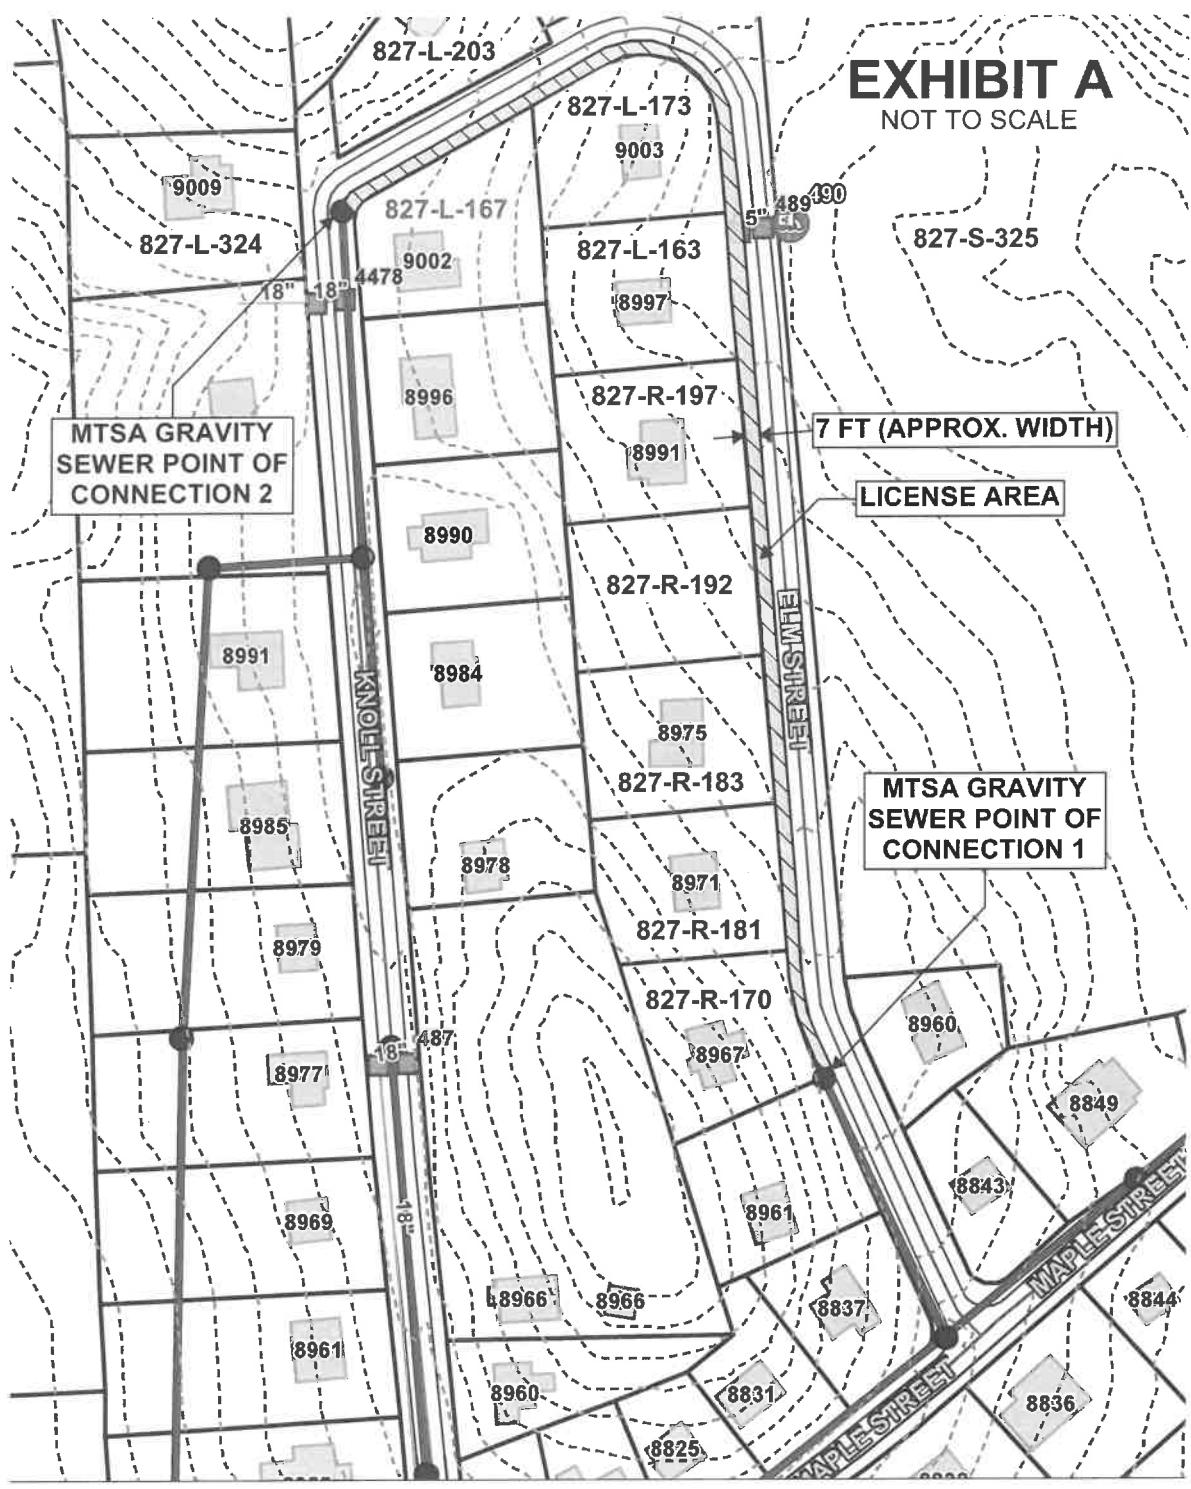 827-L-203
EXHIBIT A
NOT TO SCALE
827-L-173
9003
9009
827-L-324
827-L-167
9002
5"
489
490
827-L-163
8997
827-S-325
18"
18"
4478
8996
827-R-197
8991
7 FT (APPROX. WIDTH)
MTSA GRAVITY
SEWER POINT OF
CONNECTION 2
LICENSE AREA
8990
827-R-192
ELM STREET
8991
8984
KNOLL STREET
8975
827-R-183
MTSA GRAVITY
SEWER POINT OF
CONNECTION 1
8985
8978
8971
827-R-181
8979
827-R-170
8967
8960
18"
487
8977
8849
8843
8969
18"
8961
MAPLE STREET
8966
8966
8837
8844
8961
8960
8831
8836
MAPLE STREET
8825